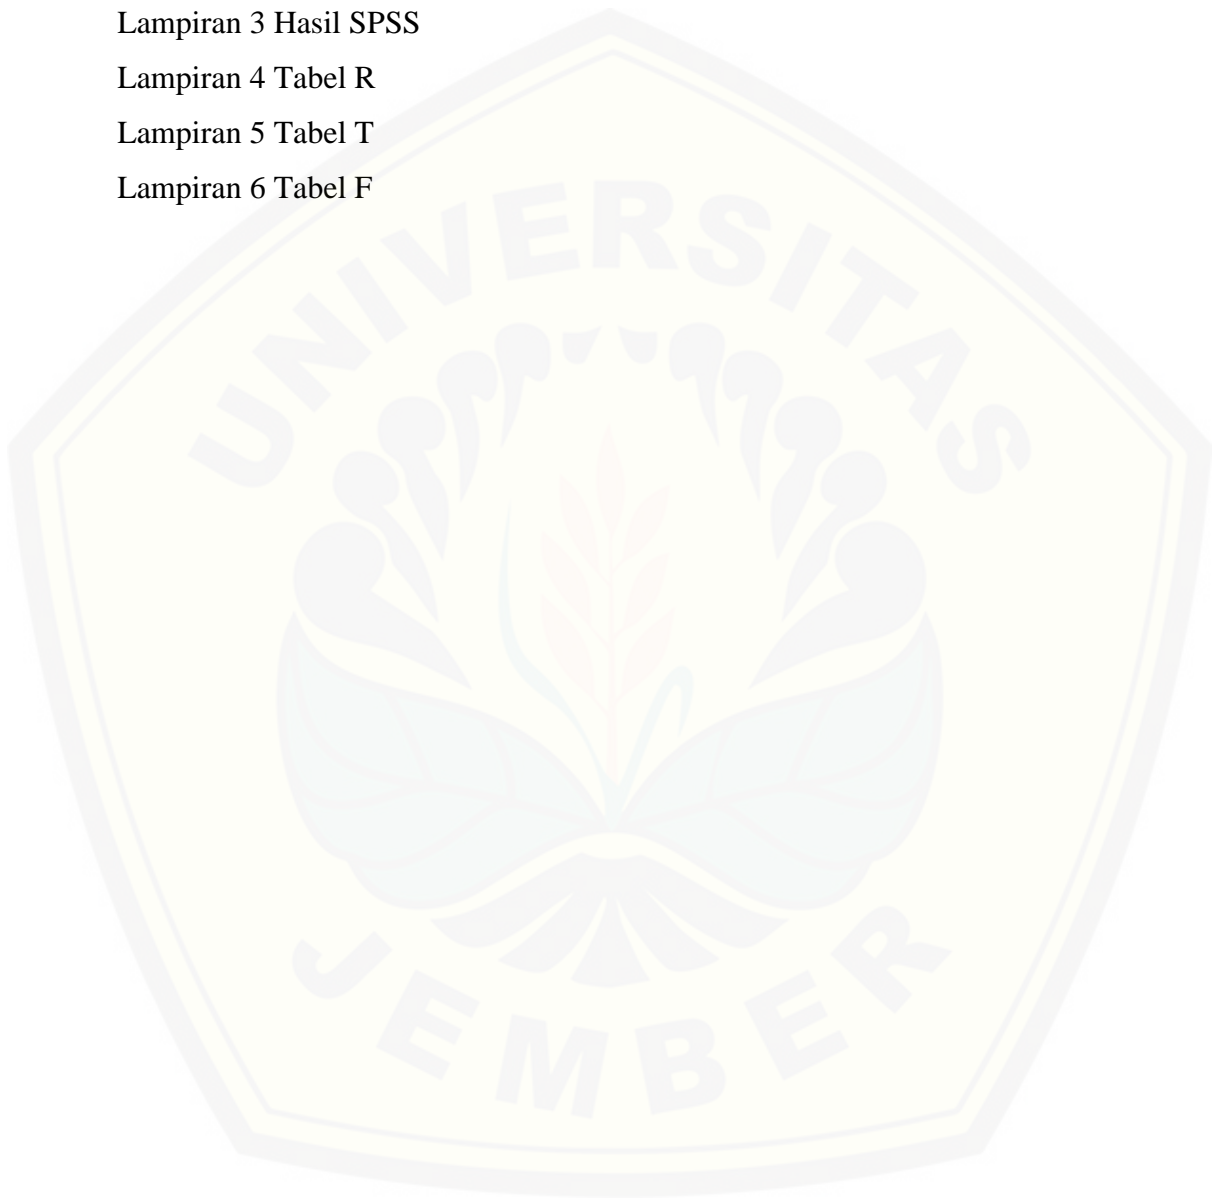 Lampiran 3 Hasil SPSS
Lampiran 4 Tabel R
Lampiran 5 Tabel T
Lampiran 6 Tabel F
UNIVERSITAS
JEMBER